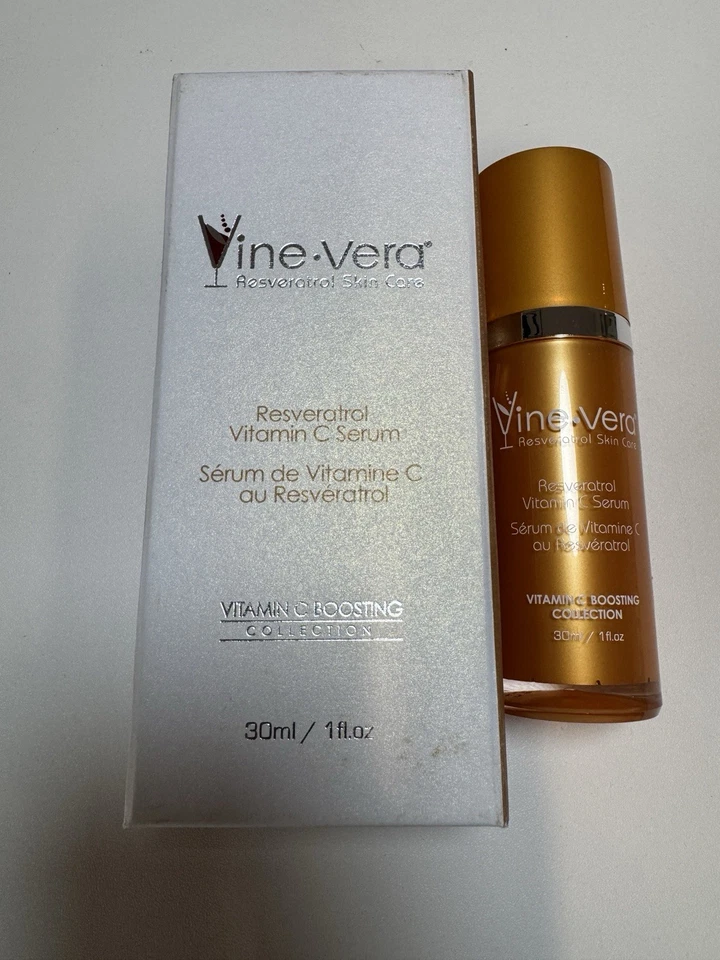 Vine·Vera®
Resveratrol Skin Care
Resveratrol
Vitamin C Serum
Sérum de Vitamine C
au Resvératrol
VITAMIN C BOOSTING
COLLECTION
30ml / 1fl.oz
Vine·Vera
Resveratrol Skin Care
Resveratrol
Vitamin C Serum
Sérum de Vitamine C
au Resvératrol
VITAMIN C BOOSTING
COLLECTION
30ml / 1fl.oz